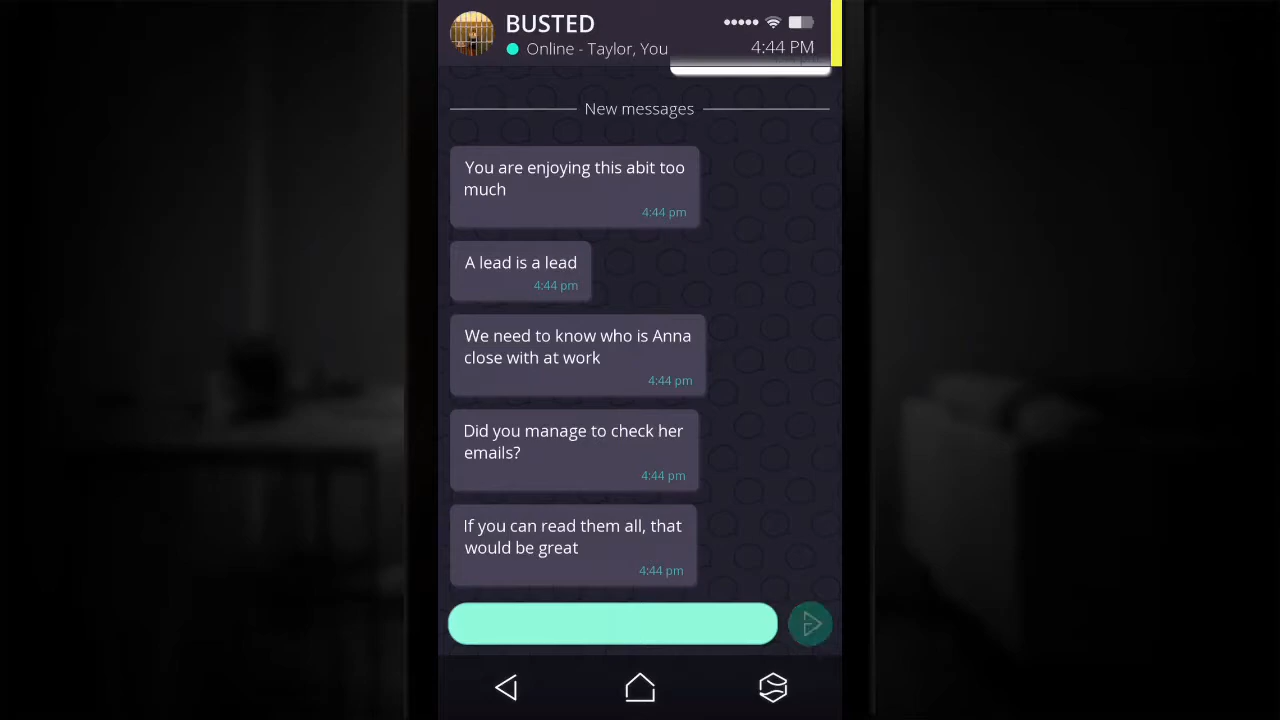 BUSTED
Online - Taylor, You
4:44 PM
New messages
You are enjoying this abit too
much
4:44 pm
A lead is a lead
4:44 pm
We need to know who is Anna
close with at work
4:44 pm
Did you manage to check her
emails?
4:44 pm
If you can read them all, that
would be great
4:44 pm